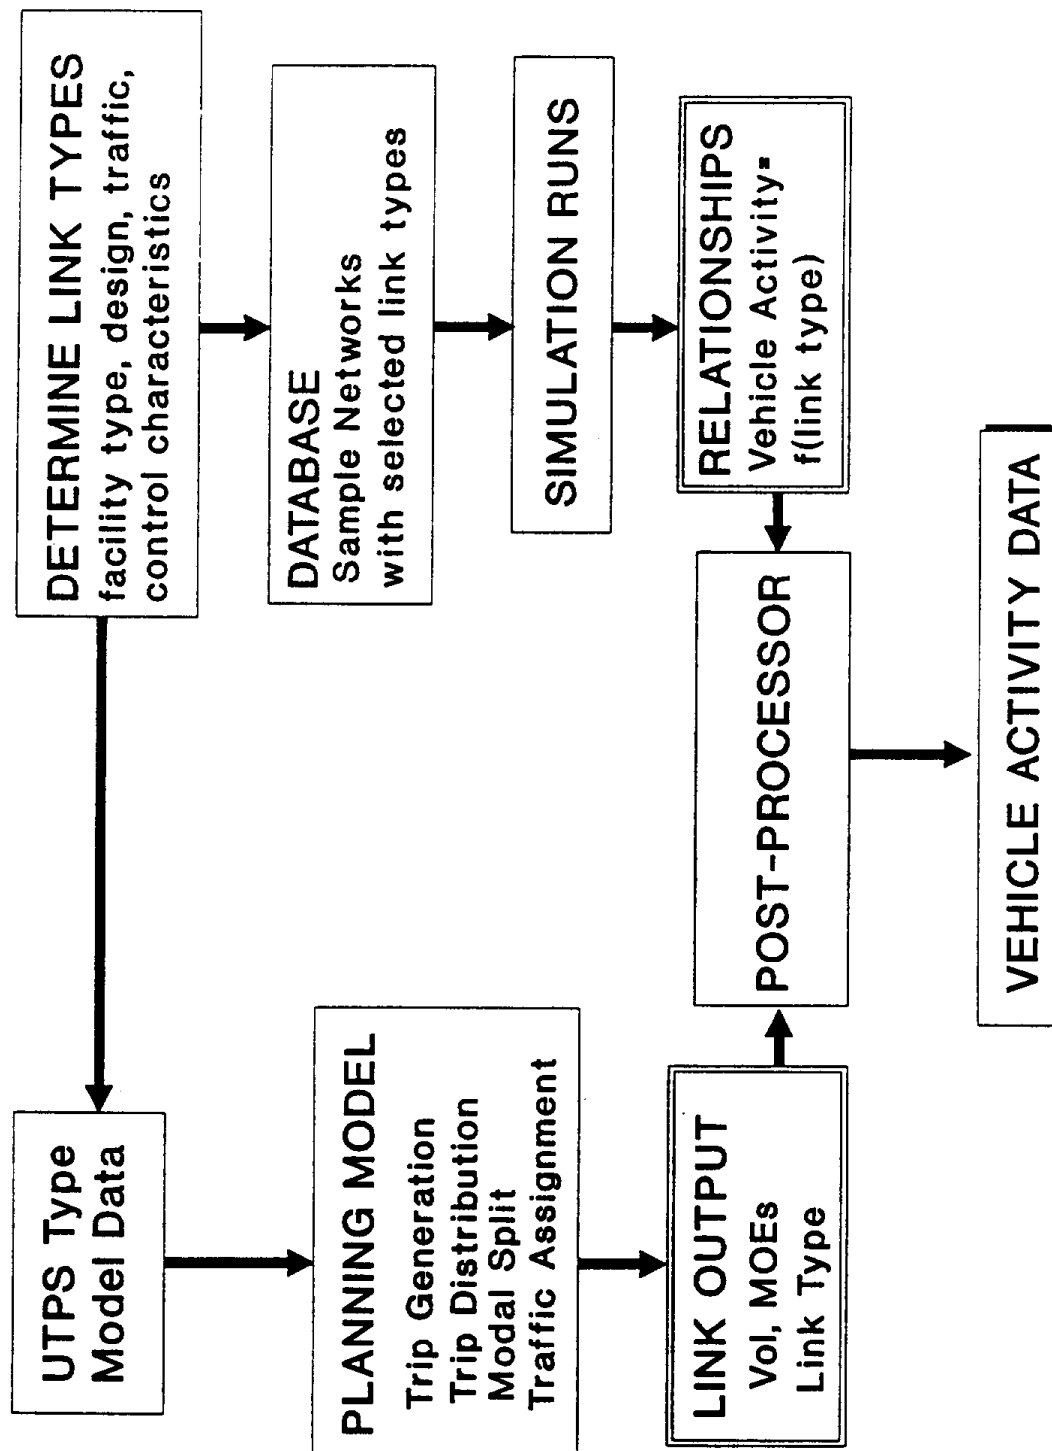 UTPS Type
Model Data
DETERMINE LINK TYPES
facility type, design, traffic,
control characteristics
PLANNING MODEL
Trip Generation
Trip Distribution
Modal Split
Traffic Assignment
DATABASE
Sample Networks
with selected link types
SIMULATION RUNS
LINK OUTPUT
Vol, MOEs
Link Type
POST-PROCESSOR
RELATIONSHIPS
Vehicle Activity=
f(link type)
VEHICLE ACTIVITY DATA